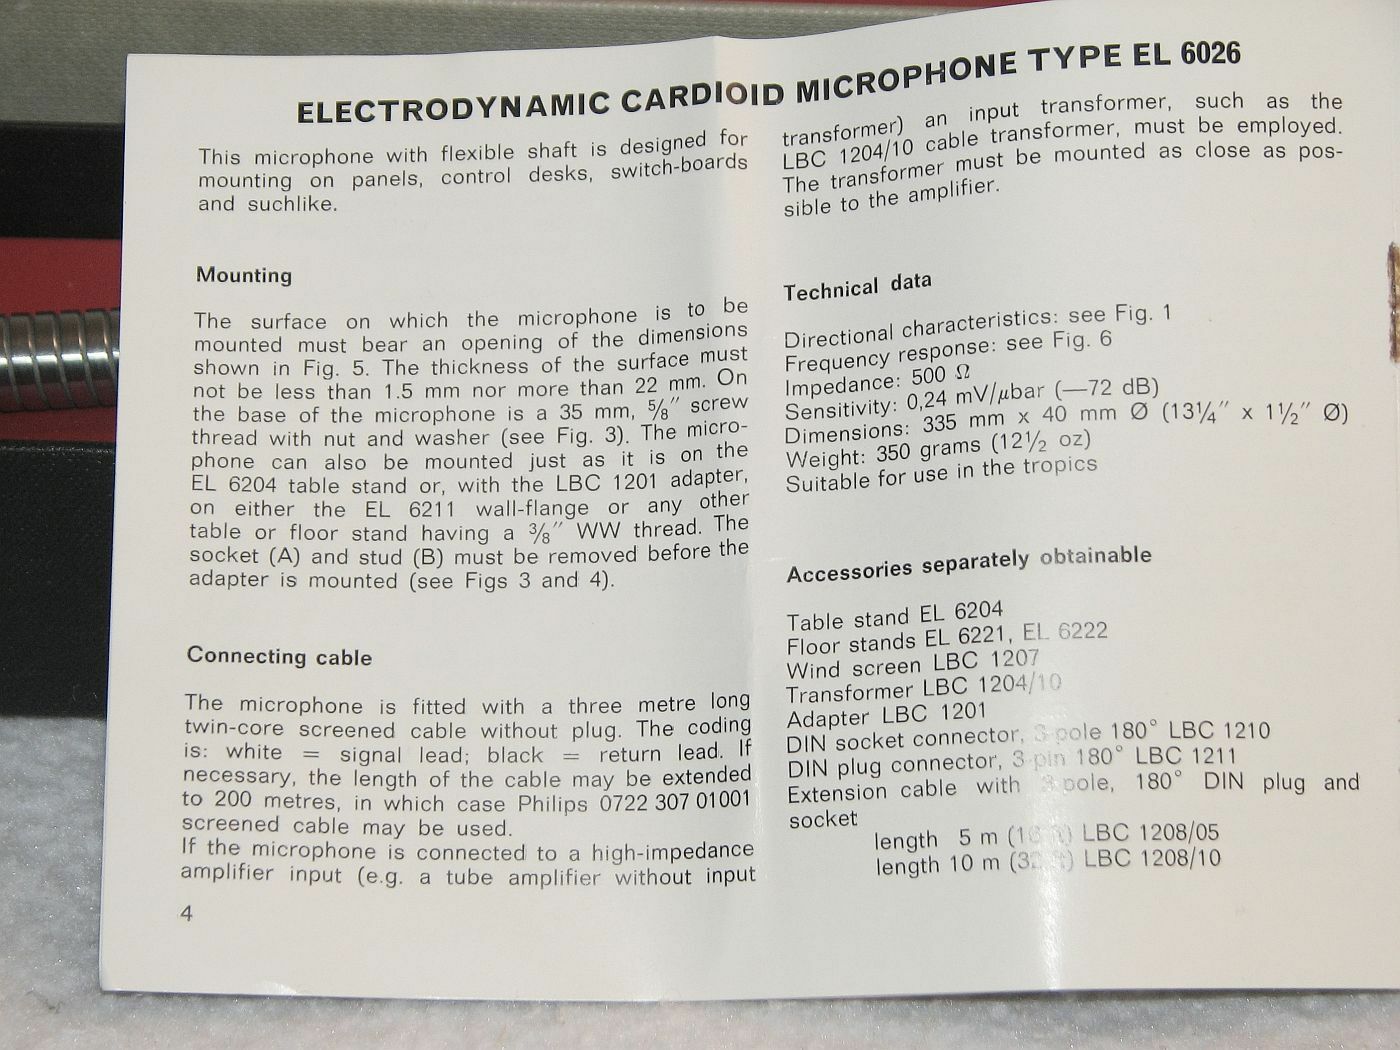 ELECTRODYNAMIC CARDIOID MICROPHONE TYPE EL 6026
This microphone with flexible shaft is designed for
mounting on panels, control desks, switch-boards
and suchlike.
Mounting
The surface on which the microphone is to be
mounted must bear an opening of the dimensions
shown in Fig. 5. The thickness of the surface must
not be less than 1.5 mm nor more than 22 mm. On
the base of the microphone is a 35 mm, 5/8″ screw
thread with nut and washer (see Fig. 3). The micro-
phone can also be mounted just as it is on the
EL 6204 table stand or, with the LBC 1201 adapter,
on either the EL 6211 wall-flange or any other
table or floor stand having a 3/8″ WW thread. The
socket (A) and stud (B) must be removed before the
adapter is mounted (see Figs 3 and 4).
Connecting cable
The microphone is fitted with a three metre long
twin-core screened cable without plug. The coding
is: white = signal lead; black = return lead. If
necessary, the length of the cable may be extended
to 200 metres, in which case Philips 0722 307 01001
screened cable may be used.
If the microphone is connected to a high-impedance
amplifier input (e.g. a tube amplifier without input
4
transformer) an input transformer, such as the
LBC 1204/10 cable transformer, must be employed.
The transformer must be mounted as close as pos-
sible to the amplifier.
Technical data
Directional characteristics: see Fig. 1
Frequency response: see Fig. 6
Impedance: 500 Ω
Sensitivity: 0,24 mV/μbar (—72 dB)
Dimensions: 335 mm x 40 mm Ø (13 1/4″ x 1 1/2″ Ø)
Weight: 350 grams (12 1/2 oz)
Suitable for use in the tropics
Accessories separately obtainable
Table stand EL 6204
Floor stands EL 6221, EL 6222
Wind screen LBC 1207
Transformer LBC 1204/10
Adapter LBC 1201
DIN socket connector, 3-pole 180° LBC 1210
DIN plug connector, 3-pin 180° LBC 1211
Extension cable with 3-pole, 180° DIN plug and
socket
length 5 m LBC 1208/05
length 10 m LBC 1208/10